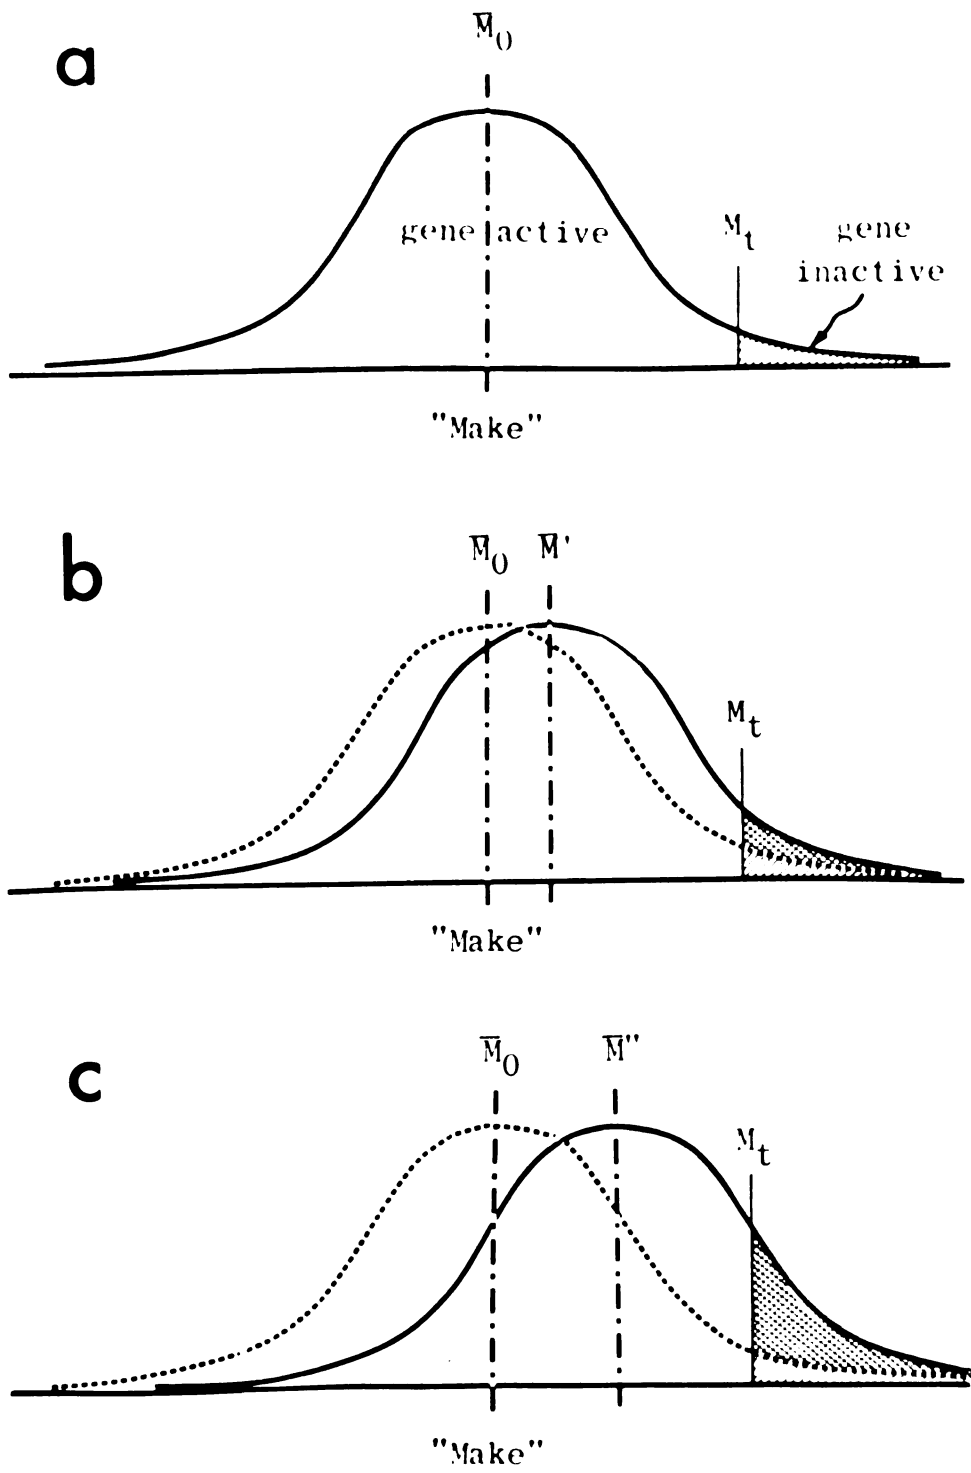 a
M̅0
gene active
Mt
gene
inactive
"Make"
b
M̅0 M̅'
Mt
"Make"
c
M̅0 M̅"
Mt
"Make"